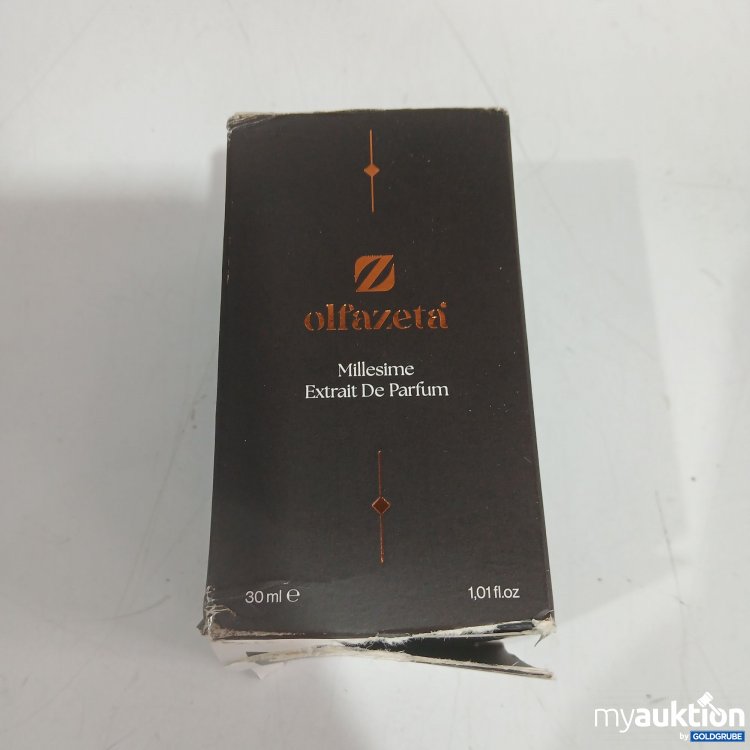 Z
olfazeta
Millesime
Extrait De Parfum
30 ml ℮
1,01 fl.oz
myauktion
by GOLDGRUBE